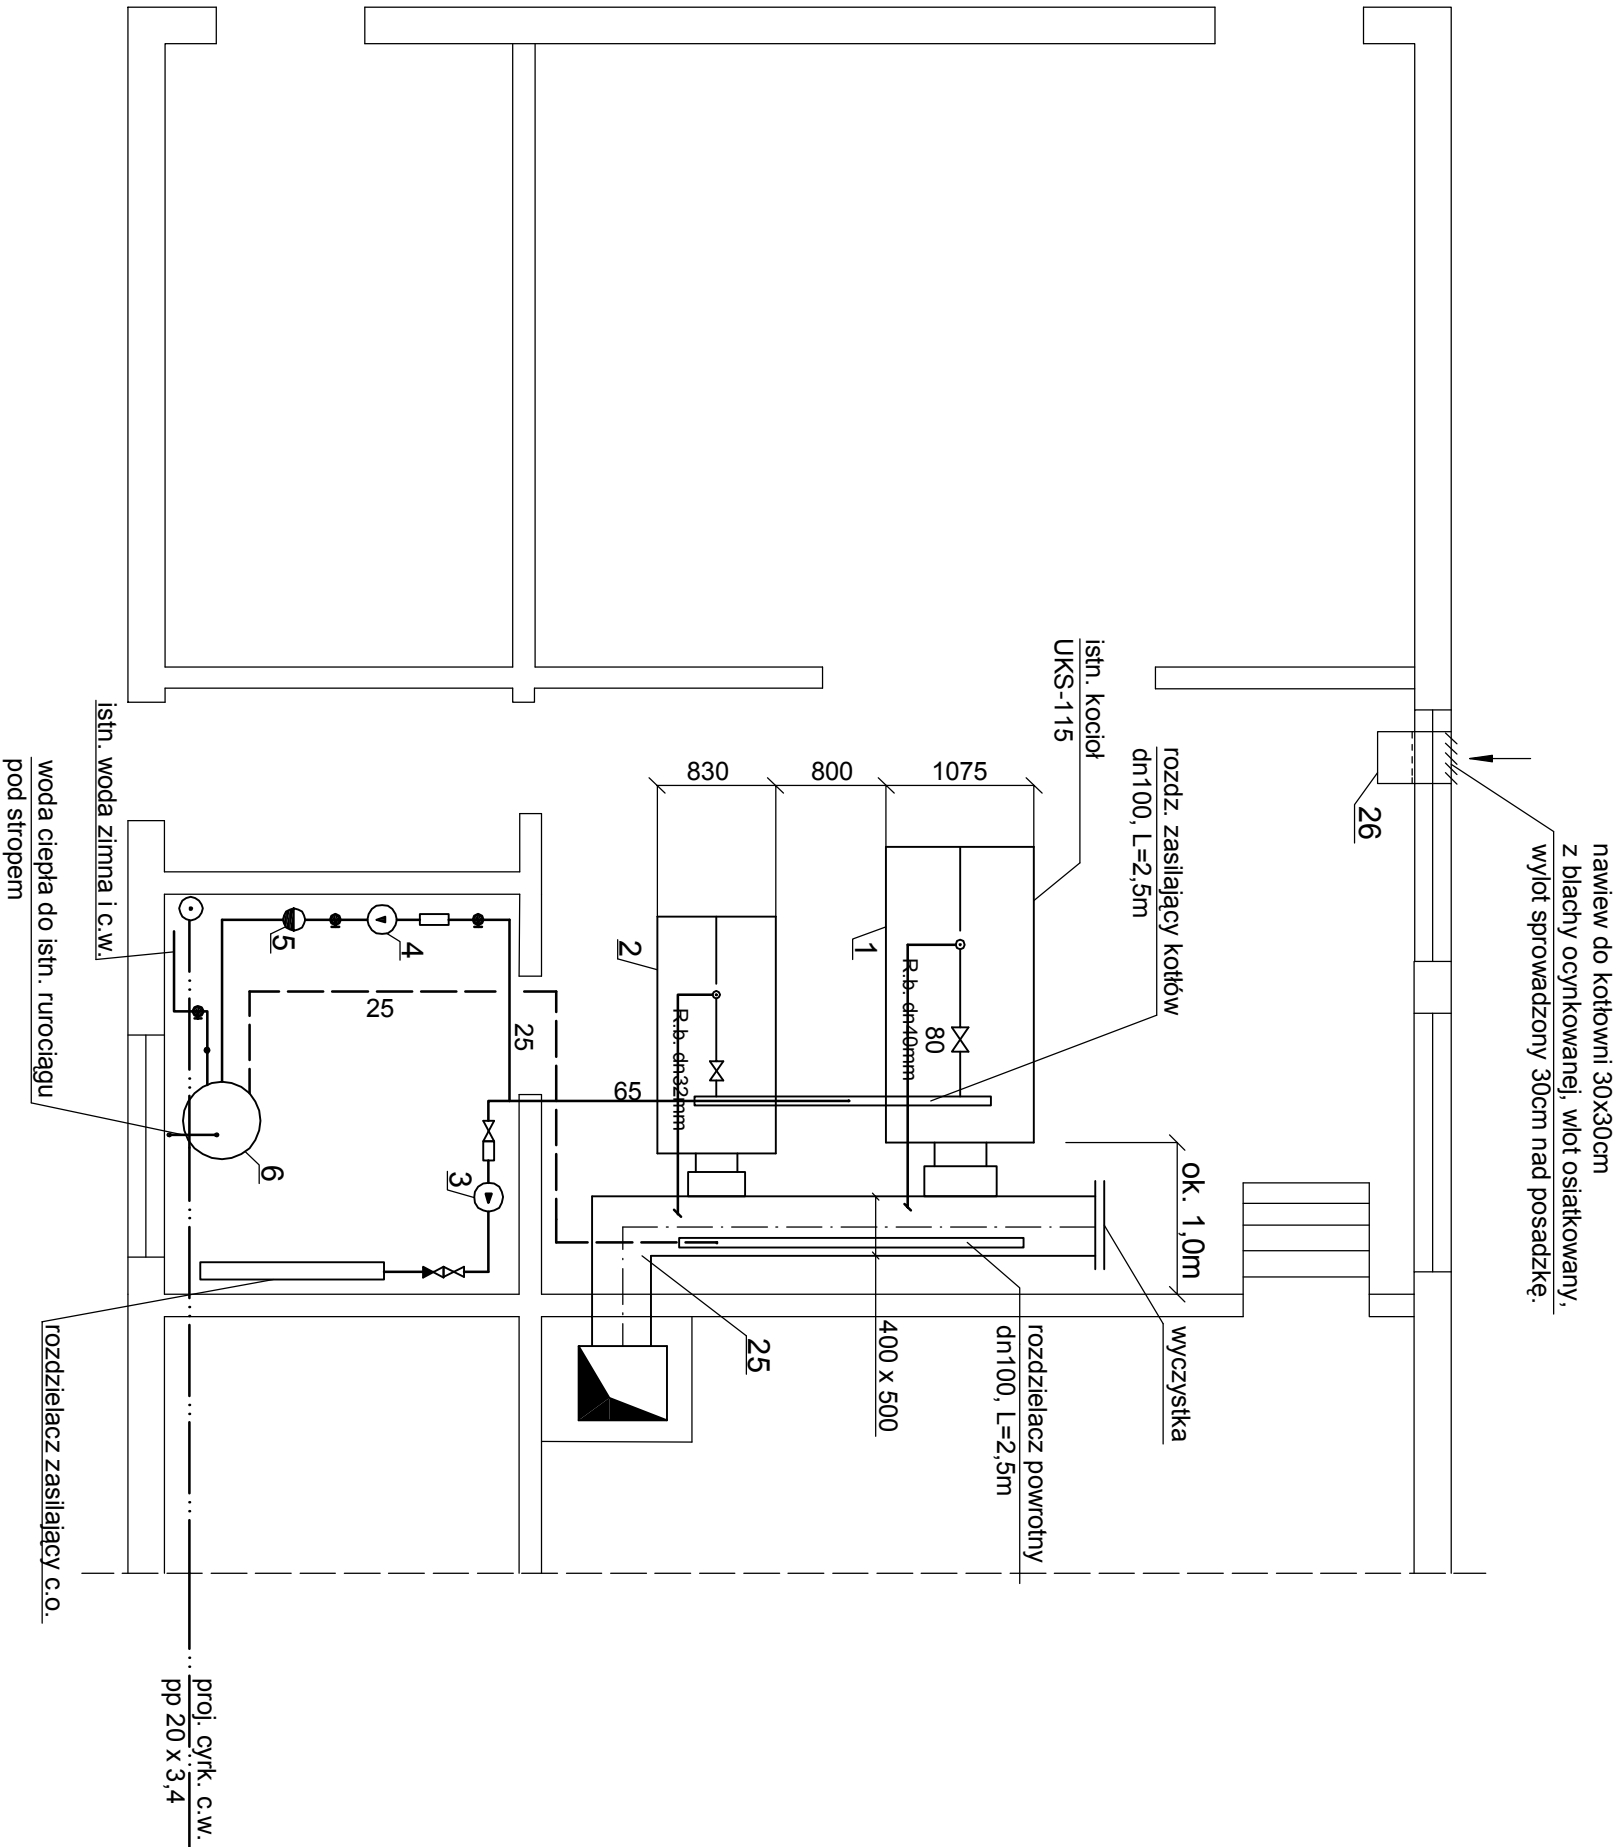 nawiew do kotłowni 30x30cm
z blachy ocynkowanej, wlot osiatkowany,
wylot sprowadzony 30cm nad posadzkę.
26
istn. kocioł
UKS-115
rozdz. zasilający kotłów
dn100, L=2,5m
830
800
1075
1
2
R.b. dn40mm
80
R.b. dn32mm
65
ok. 1,0m
wyczystka
rozdzielacz powrotny
dn100, L=2,5m
400 x 500
25
25
25
3
4
5
6
istn. woda zimna i c.w.
woda ciepła do istn. rurociągu
pod stropem
rozdzielacz zasilający c.o.
proj. cyrk. c.w.
pp 20 x 3,4